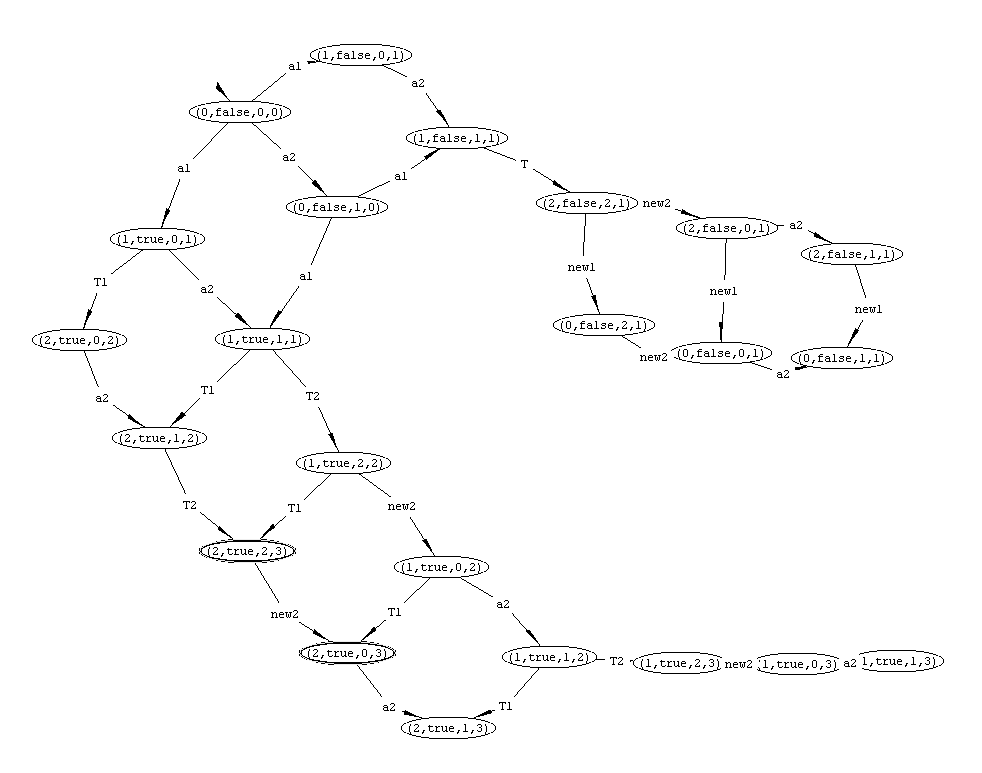 (1,false,0,1)
a1
a2
(0,false,0,0)
(1,false,1,1)
a2
T
a1
a1
(2,false,2,1)
new2
(0,false,1,0)
(2,false,0,1)
a2
(1,true,0,1)
(2,false,1,1)
new1
a1
T1
a2
new1
new1
(0,false,2,1)
(2,true,0,2)
(1,true,1,1)
new2
(0,false,0,1)
(0,false,1,1)
a2
T1
T2
a2
(2,true,1,2)
(1,true,2,2)
T2
T1
new2
(2,true,2,3)
(1,true,0,2)
new2
T1
a2
(2,true,0,3)
(1,true,1,2)
T2
(1,true,2,3)
new2
1,true,0,3)
a2
1,true,1,3)
a2
T1
(2,true,1,3)